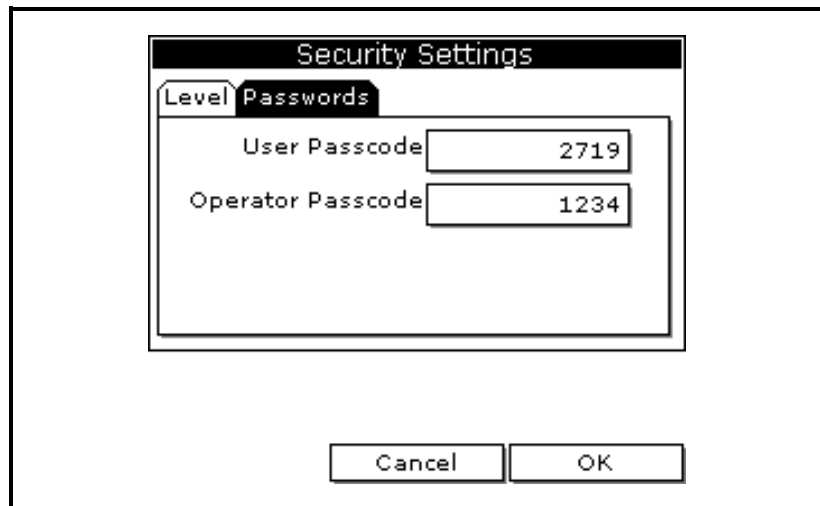 Security Settings
Level Passwords
User Passcode 2719
Operator Passcode 1234
Cancel OK